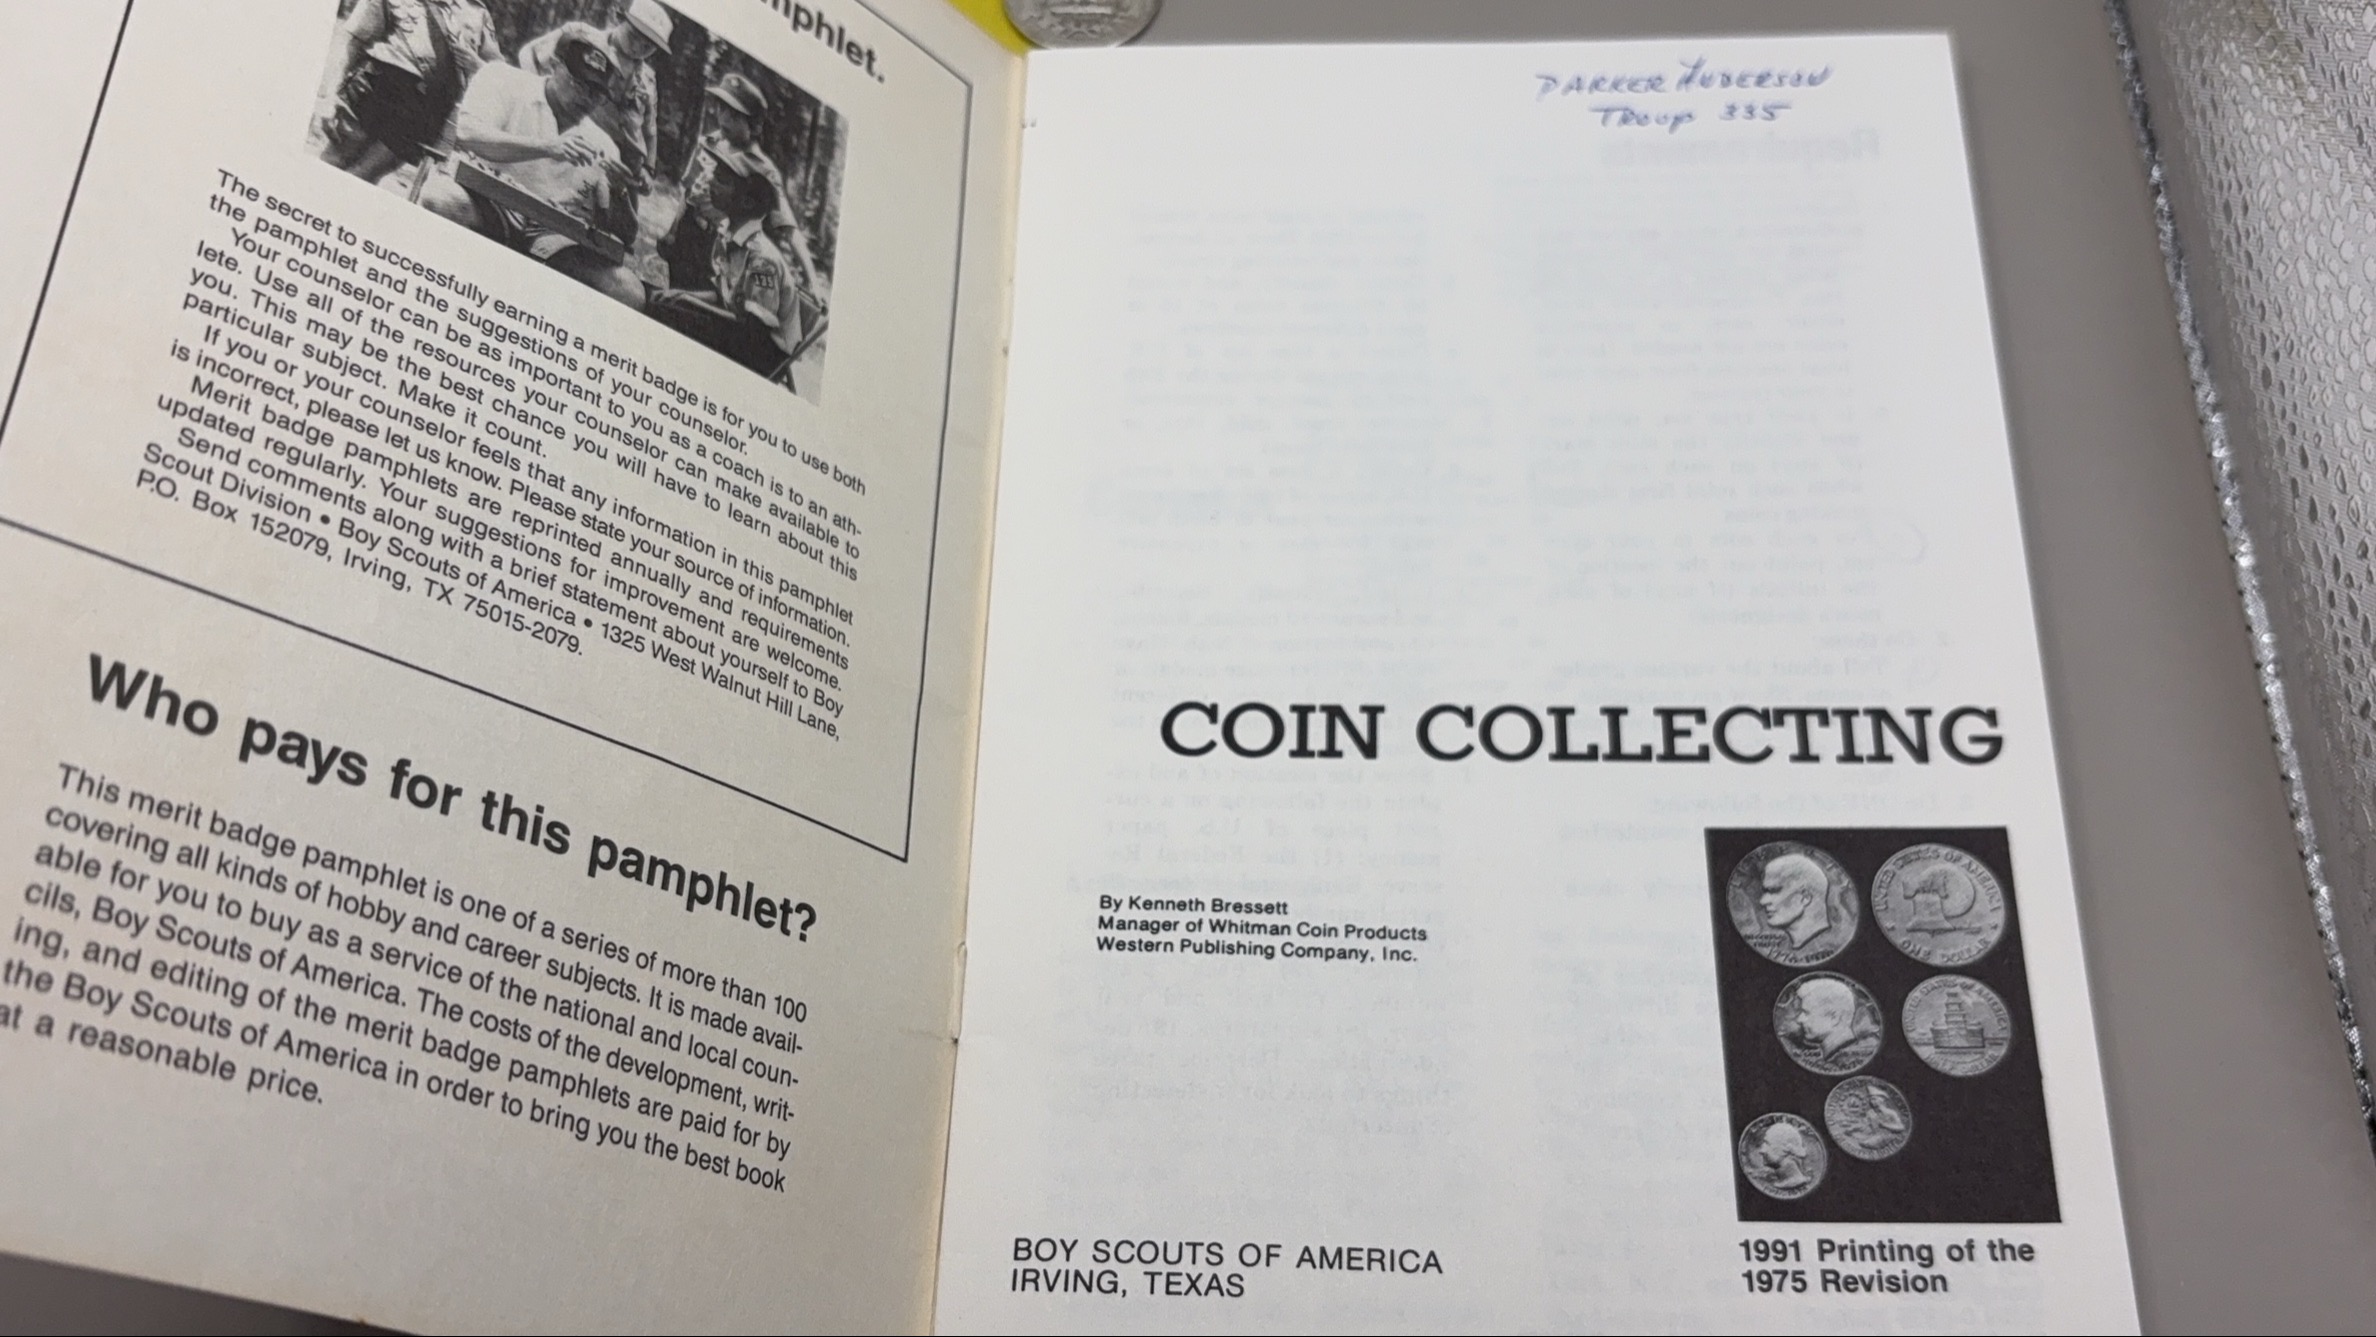 mphlet.
The secret to successfully earning a merit badge is for you to use both
the pamphlet and the suggestions of your counselor.
Your counselor can be as important to you as a coach is to an ath-
lete. Use all of the resources your counselor can make available to
you. This may be the best chance you will have to learn about this
particular subject. Make it count.
If you or your counselor feels that any information in this pamphlet
is incorrect, please let us know. Please state your source of information.
Merit badge pamphlets are reprinted annually and requirements
updated regularly. Your suggestions for improvement are welcome.
Send comments along with a brief statement about yourself to Boy
Scout Division • Boy Scouts of America • 1325 West Walnut Hill Lane,
P.O. Box 152079, Irving, TX 75015-2079.
Who pays for this pamphlet?
This merit badge pamphlet is one of a series of more than 100
covering all kinds of hobby and career subjects. It is made avail-
able for you to buy as a service of the national and local coun-
cils, Boy Scouts of America. The costs of the development, writ-
ing, and editing of the merit badge pamphlets are paid for by
the Boy Scouts of America in order to bring you the best book
at a reasonable price.
PARKER ANDERSON
TROOP 335
COIN COLLECTING
By Kenneth Bressett
Manager of Whitman Coin Products
Western Publishing Company, Inc.
UNITED STATES OF AMERICA
ONE DOLLAR
BOY SCOUTS OF AMERICA
IRVING, TEXAS
1991 Printing of the
1975 Revision